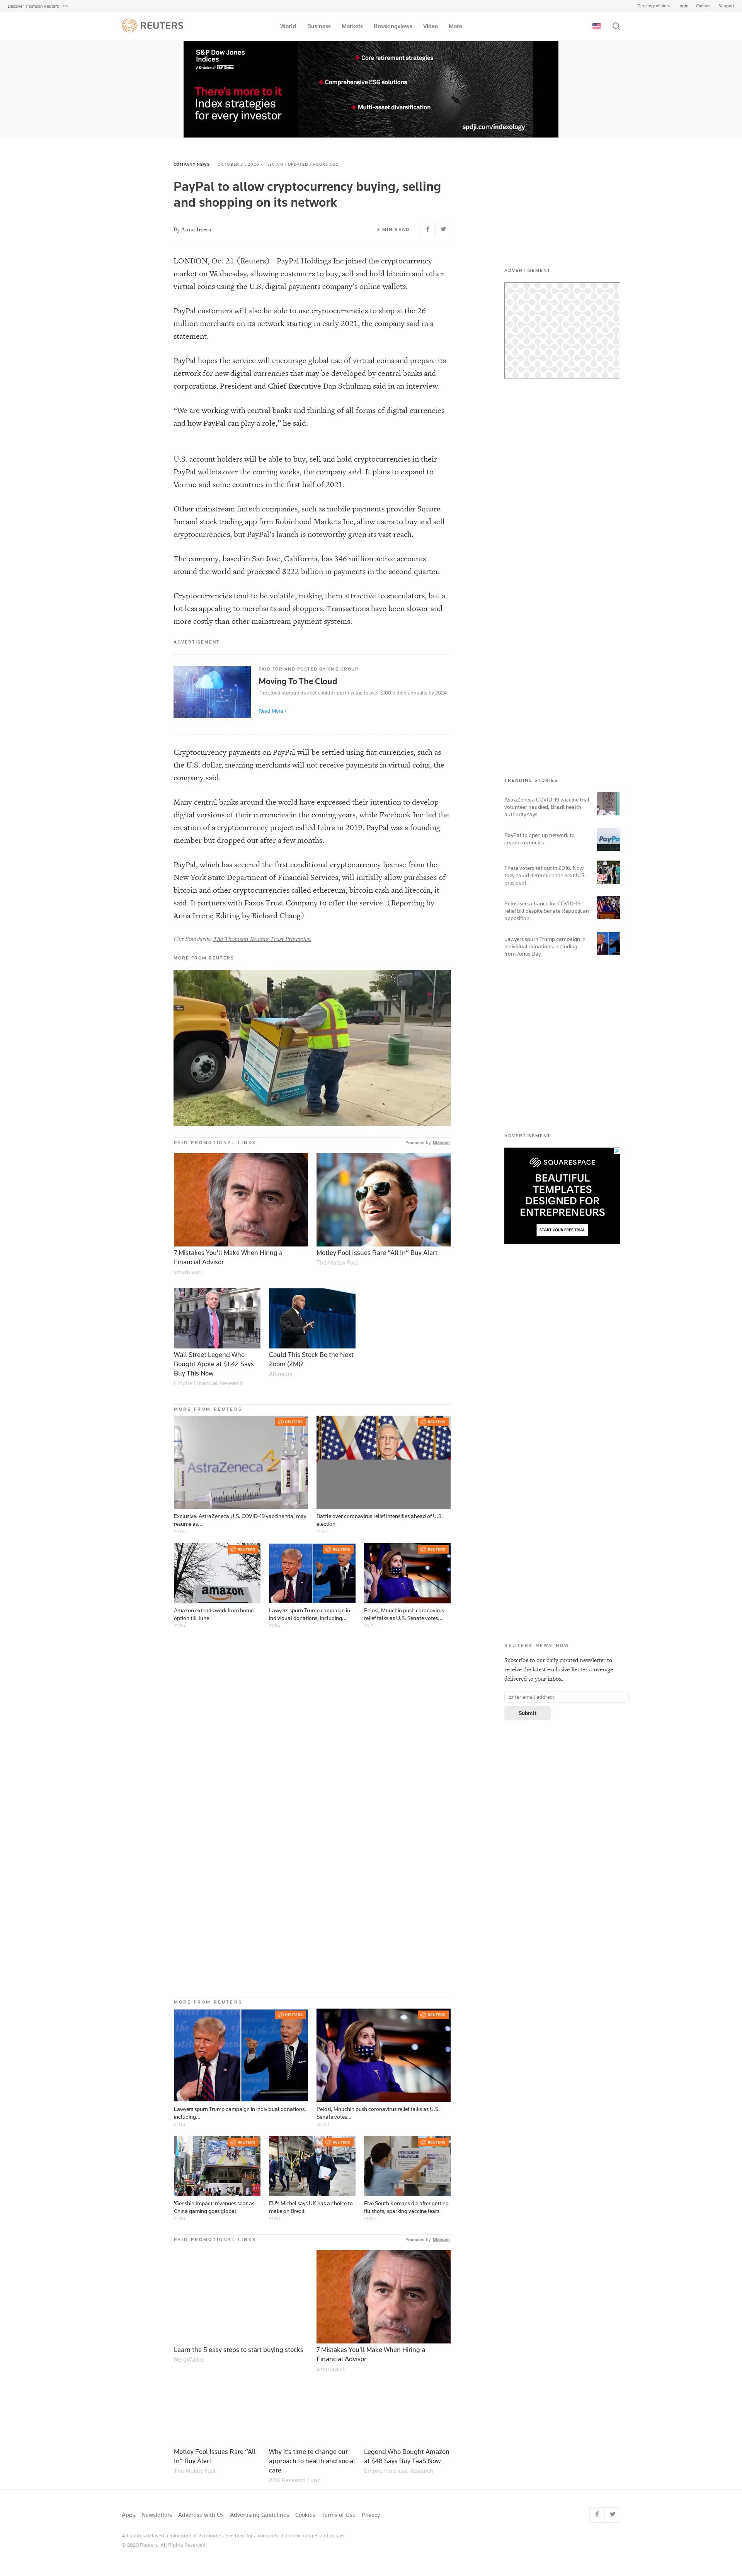 Discover Thomson Reuters
Directory of sites Login Contact Support
REUTERS
World Business Markets Breakingviews Video More
S&P Dow Jones
Indices
A Division of S&P Global
There's more to it
Index strategies
for every investor
Core retirement strategies
Comprehensive ESG solutions
Multi-asset diversification
spdji.com/indexology
COMPANY NEWS OCTOBER 21, 2020 / 11:30 AM / UPDATED 7 HOURS AGO
PayPal to allow cryptocurrency buying, selling
and shopping on its network
By Anna Irrera
3 MIN READ
LONDON, Oct 21 (Reuters) - PayPal Holdings Inc joined the cryptocurrency
market on Wednesday, allowing customers to buy, sell and hold bitcoin and other
virtual coins using the U.S. digital payments company's online wallets.
PayPal customers will also be able to use cryptocurrencies to shop at the 26
million merchants on its network starting in early 2021, the company said in a
statement.
PayPal hopes the service will encourage global use of virtual coins and prepare its
network for new digital currencies that may be developed by central banks and
corporations, President and Chief Executive Dan Schulman said in an interview.
“We are working with central banks and thinking of all forms of digital currencies
and how PayPal can play a role,” he said.
U.S. account holders will be able to buy, sell and hold cryptocurrencies in their
PayPal wallets over the coming weeks, the company said. It plans to expand to
Venmo and some countries in the first half of 2021.
Other mainstream fintech companies, such as mobile payments provider Square
Inc and stock trading app firm Robinhood Markets Inc, allow users to buy and sell
cryptocurrencies, but PayPal's launch is noteworthy given its vast reach.
The company, based in San Jose, California, has 346 million active accounts
around the world and processed $222 billion in payments in the second quarter.
Cryptocurrencies tend to be volatile, making them attractive to speculators, but a
lot less appealing to merchants and shoppers. Transactions have been slower and
more costly than other mainstream payment systems.
ADVERTISEMENT
PAID FOR AND POSTED BY CME GROUP
Moving To The Cloud
The cloud storage market could triple in value to over $100 billion annually by 2024
Read More ›
Cryptocurrency payments on PayPal will be settled using fiat currencies, such as
the U.S. dollar, meaning merchants will not receive payments in virtual coins, the
company said.
Many central banks around the world have expressed their intention to develop
digital versions of their currencies in the coming years, while Facebook Inc-led the
creation of a cryptocurrency project called Libra in 2019. PayPal was a founding
member but dropped out after a few months.
PayPal, which has secured the first conditional cryptocurrency license from the
New York State Department of Financial Services, will initially allow purchases of
bitcoin and other cryptocurrencies called ethereum, bitcoin cash and litecoin, it
said. It partners with Paxos Trust Company to offer the service. (Reporting by
Anna Irrera; Editing by Richard Chang)
Our Standards: The Thomson Reuters Trust Principles.
MORE FROM REUTERS
PAID PROMOTIONAL LINKS
Promoted by Dianomi
7 Mistakes You'll Make When Hiring a
Financial Advisor
smartasset
Motley Fool Issues Rare “All In” Buy Alert
The Motley Fool
Wall Street Legend Who
Bought Apple at $1.42 Says
Buy This Now
Empire Financial Research
Could This Stock Be the Next
Zoom (ZM)?
Altimetry
MORE FROM REUTERS
REUTERS
AstraZeneca
Exclusive: AstraZeneca U.S. COVID-19 vaccine trial may
resume as...
20 Oct
REUTERS
Battle over coronavirus relief intensifies ahead of U.S.
election
21 Oct
REUTERS
amazon
Amazon extends work from home
option till June
21 Oct
REUTERS
Lawyers spurn Trump campaign in
individual donations, including...
21 Oct
REUTERS
Pelosi, Mnuchin push coronavirus
relief talks as U.S. Senate votes...
20 Oct
MORE FROM REUTERS
REUTERS
Lawyers spurn Trump campaign in individual donations,
including...
21 Oct
REUTERS
Pelosi, Mnuchin push coronavirus relief talks as U.S.
Senate votes...
20 Oct
REUTERS
'Genshin Impact' revenues soar as
China gaming goes global
21 Oct
REUTERS
EU's Michel says UK has a choice to
make on Brexit
21 Oct
REUTERS
Five South Koreans die after getting
flu shots, sparking vaccine fears
21 Oct
PAID PROMOTIONAL LINKS
Promoted by Dianomi
Learn the 5 easy steps to start buying stocks
NerdWallet
7 Mistakes You'll Make When Hiring a
Financial Advisor
smartasset
Motley Fool Issues Rare “All
In” Buy Alert
The Motley Fool
Why it's time to change our
approach to health and social
care
AXA Research Fund
Legend Who Bought Amazon
at $48 Says Buy TaaS Now
Empire Financial Research
ADVERTISEMENT
TRENDING STORIES
AstraZeneca COVID-19 vaccine trial
volunteer has died, Brazil health
authority says
PayPal to open up network to
cryptocurrencies
PayPa
These voters sat out in 2016. Now
they could determine the next U.S.
president
Pelosi sees chance for COVID-19
relief bill despite Senate Republican
opposition
Lawyers spurn Trump campaign in
individual donations, including
from Jones Day
ADVERTISEMENT
SQUARESPACE
BEAUTIFUL
TEMPLATES
DESIGNED FOR
ENTREPRENEURS
START YOUR FREE TRIAL
REUTERS NEWS NOW
Subscribe to our daily curated newsletter to
receive the latest exclusive Reuters coverage
delivered to your inbox.
Enter email address
Submit
Apps Newsletters Advertise with Us Advertising Guidelines Cookies Terms of Use Privacy
All quotes delayed a minimum of 15 minutes. See here for a complete list of exchanges and delays.
© 2020 Reuters. All Rights Reserved.